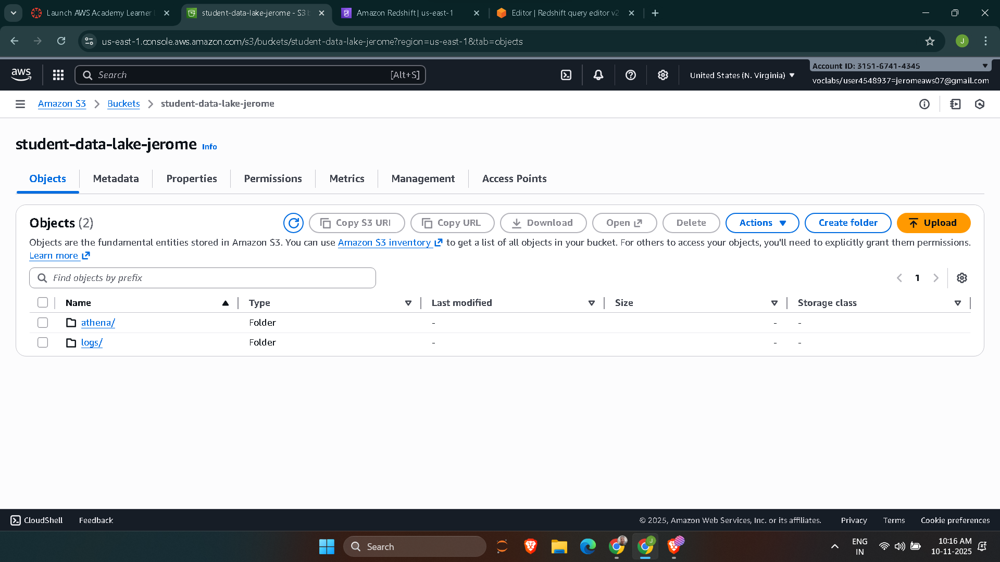 Launch AWS Academy Learner
student-data-lake-jerome - S3 b
Amazon Redshift | us-east-1
Editor | Redshift query editor v2
us-east-1.console.aws.amazon.com/s3/buckets/student-data-lake-jerome?region=us-east-1&tab=objects
J
aws
Search
[Alt+S]
United States (N. Virginia)
Account ID: 3151-6741-4345
voclabs/user4548937=jeromeaws07@gmail.com
Amazon S3
Buckets
student-data-lake-jerome
student-data-lake-jerome Info
Objects
Metadata
Properties
Permissions
Metrics
Management
Access Points
Objects (2)
Copy S3 URI
Copy URL
Download
Open
Delete
Actions
Create folder
Upload
Objects are the fundamental entities stored in Amazon S3. You can use Amazon S3 inventory to get a list of all objects in your bucket. For others to access your objects, you'll need to explicitly grant them permissions.
Learn more
Find objects by prefix
1
Name
Type
Last modified
Size
Storage class
athena/
Folder
-
-
-
logs/
Folder
-
-
-
CloudShell
Feedback
© 2025, Amazon Web Services, Inc. or its affiliates.
Privacy
Terms
Cookie preferences
Search
J
ENG
IN
10:16 AM
10-11-2025